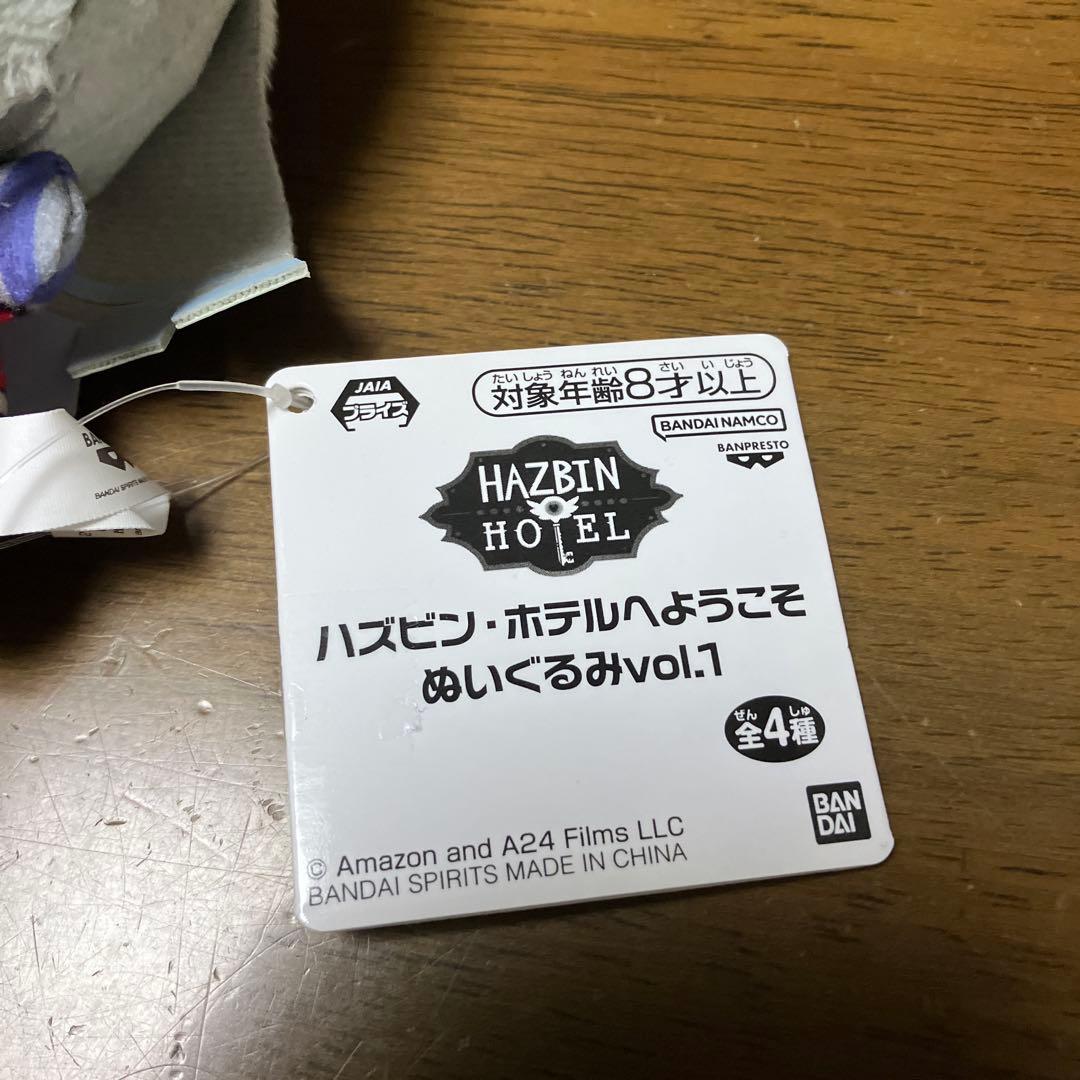 JAIA
プライズ
たいしょうねんれい さい いじょう
対象年齢8才以上
BANDAI NAMCO
BANPRESTO
HAZBIN
HOTEL
ハズビン・ホテルへようこそ
ぬいぐるみvol.1
ぜん しゅ
全4種
BAN
DAI
© Amazon and A24 Films LLC
BANDAI SPIRITS MADE IN CHINA
BANDAI SPIRITS